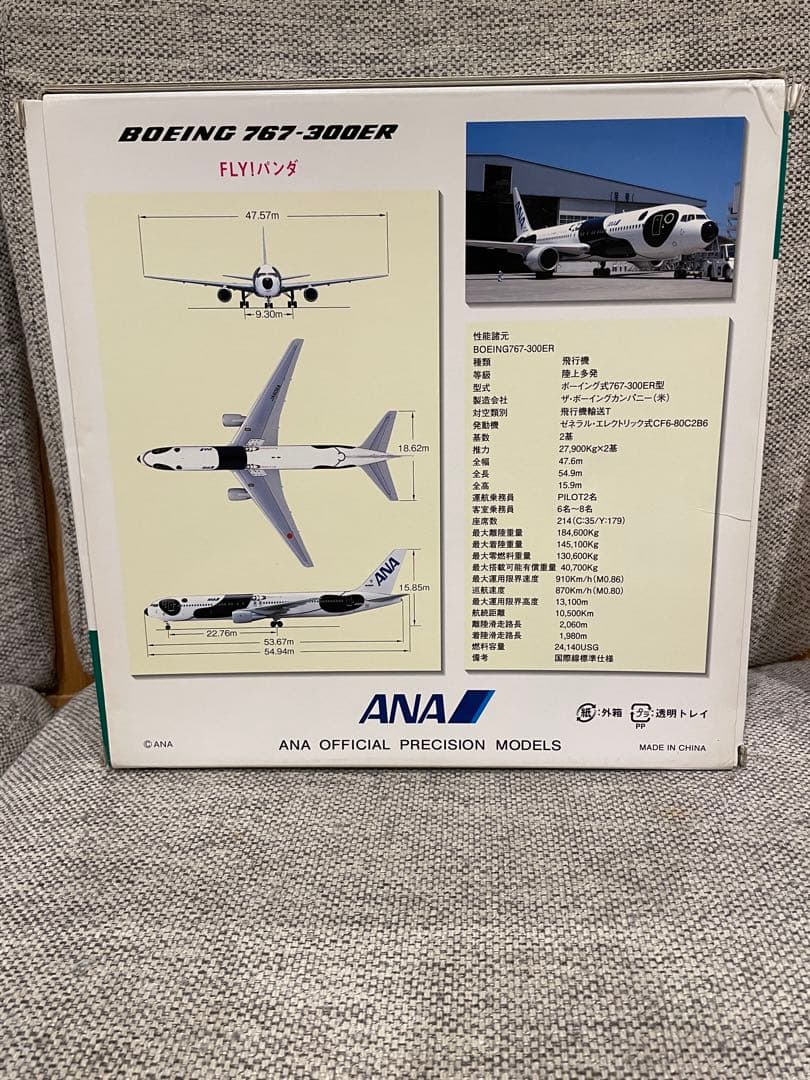 BOEING 767-300ER
FLY!パンダ
47.57m
9.30m
18.62m
ANA
15.85m
22.76m
53.67m
54.94m
ANA
性能諸元
BOEING767-300ER
種類 飛行機
等級 陸上多発
型式 ボーイング式767-300ER型
製造会社 ザ・ボーイングカンパニー(米)
対空類別 飛行機輸送T
発動機 ゼネラル・エレクトリック式CF6-80C2B6
基数 2基
推力 27,900Kg×2基
全幅 47.6m
全長 54.9m
全高 15.9m
運航乗務員 PILOT2名
客室乗務員 6名〜8名
座席数 214(C:35/Y:179)
最大離陸重量 184,600Kg
最大着陸重量 145,100Kg
最大零燃料重量 130,600Kg
最大搭載可能有償重量 40,700Kg
最大運用限界速度 910Km/h(M0.86)
巡航速度 870Km/h(M0.80)
最大運用限界高度 13,100m
航続距離 10,500Km
離陸滑走路長 2,060m
着陸滑走路長 1,980m
燃料容量 24,140USG
備考 国際線標準仕様
ANA
紙:外箱 プラ:透明トレイ
PP
©ANA
ANA OFFICIAL PRECISION MODELS
MADE IN CHINA